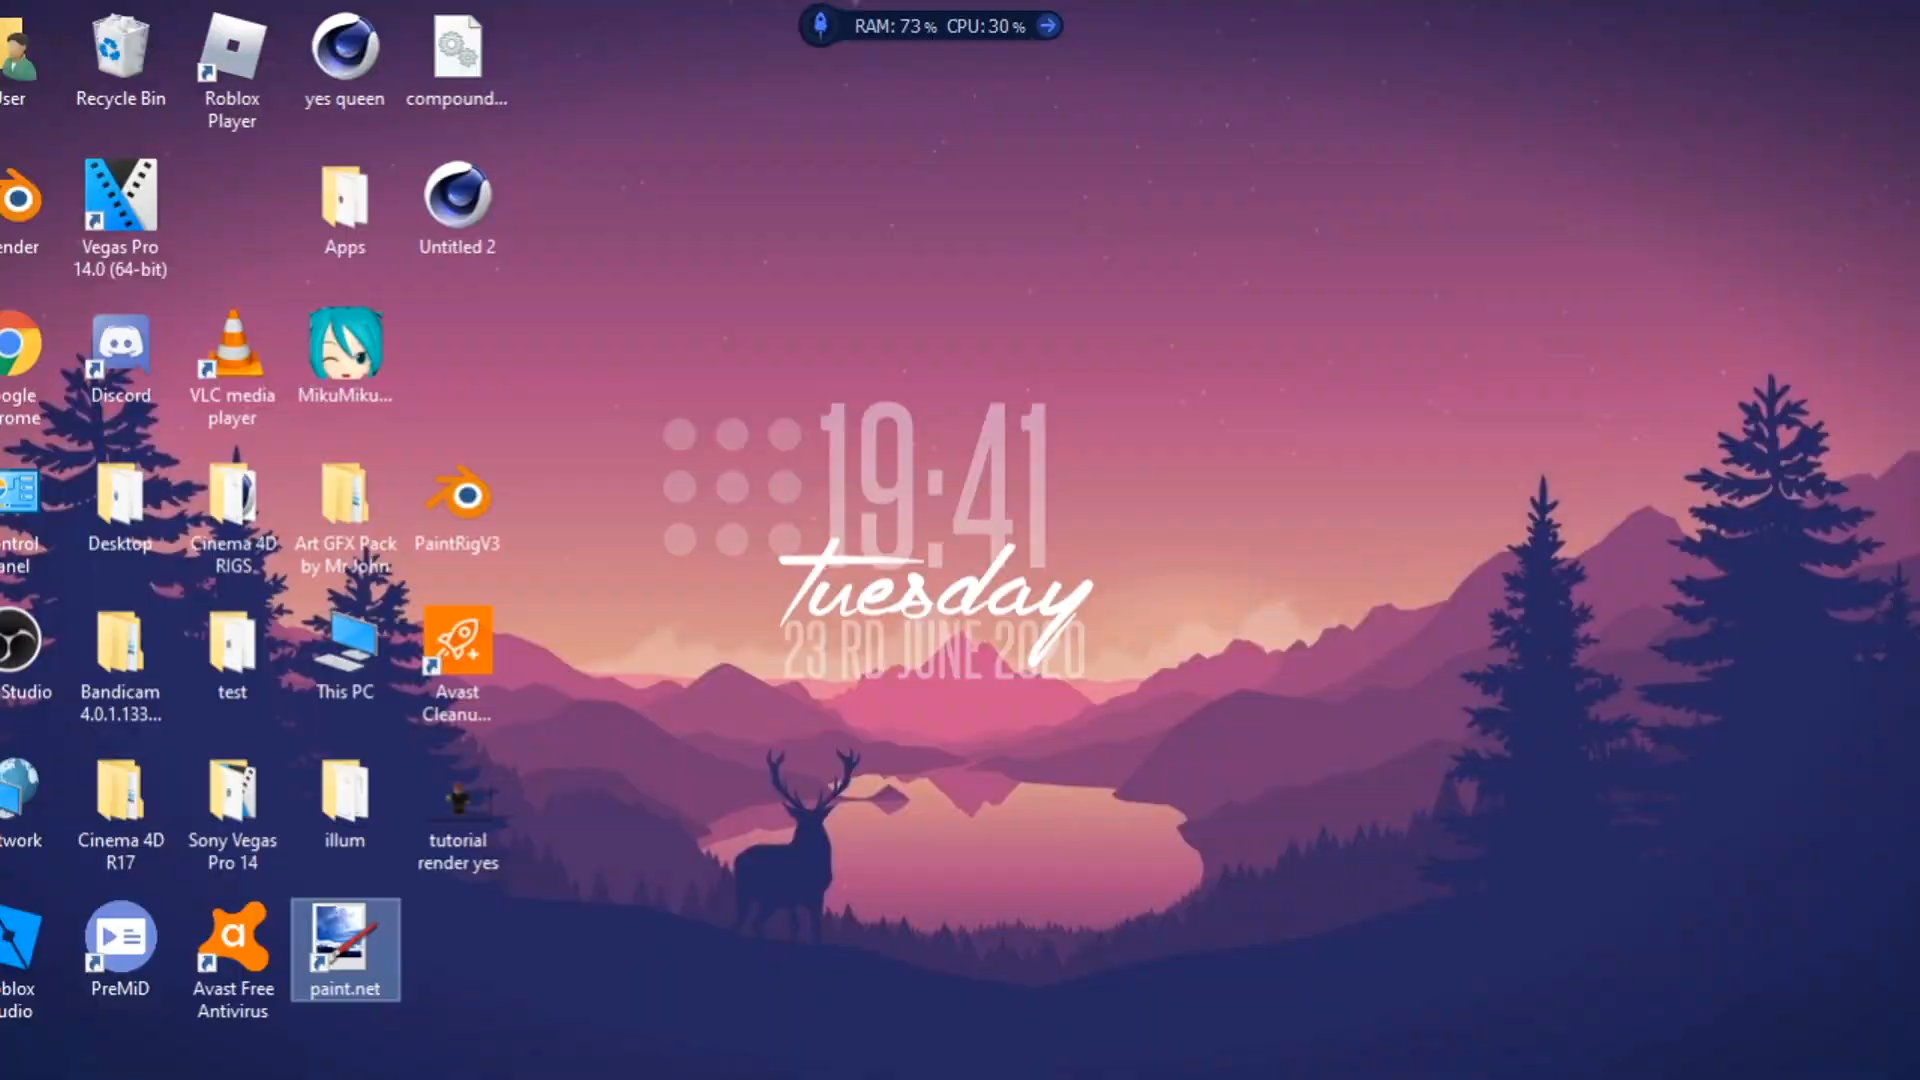 RAM: 73% CPU: 30%
User
Recycle Bin
Roblox
Player
yes queen
compound...
ender
Vegas Pro
14.0 (64-bit)
Apps
Untitled 2
ogle
rome
Discord
VLC media
player
MikuMiku...
ntrol
anel
Desktop
Cinema 4D
RIGS
Art GFX Pack
by Mr John
PaintRigV3
Studio
Bandicam
4.0.1.133...
test
This PC
Avast
Cleanu...
twork
Cinema 4D
R17
Sony Vegas
Pro 14
illum
tutorial
render yes
blox
udio
PreMiD
Avast Free
Antivirus
paint.net
19:41
Tuesday
23 RD JUNE 2020